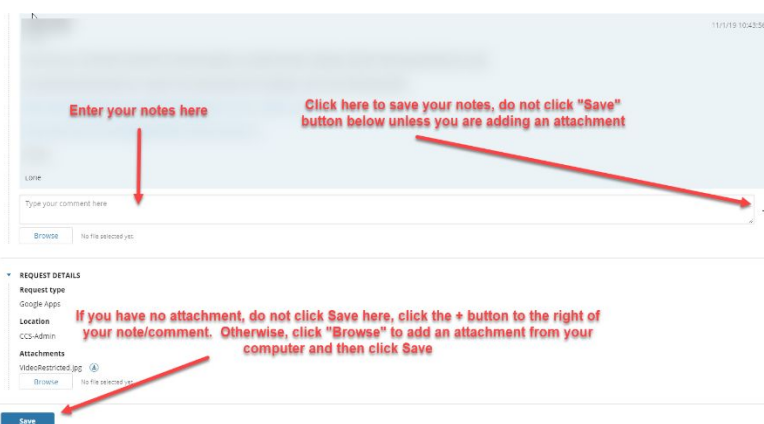 11/1/19 10:43:56
Enter your notes here
Click here to save your notes, do not click "Save"
button below unless you are adding an attachment
Lone
Type your comment here
Browse No file selected yet
REQUEST DETAILS
Request type
Google Apps
If you have no attachment, do not click Save here, click the + button to the right of
Location
your note/comment. Otherwise, click "Browse" to add an attachment from your
CCS-Admin
computer and then click Save
Attachments
VideoRestricted.jpg
Browse No file selected yet
Save